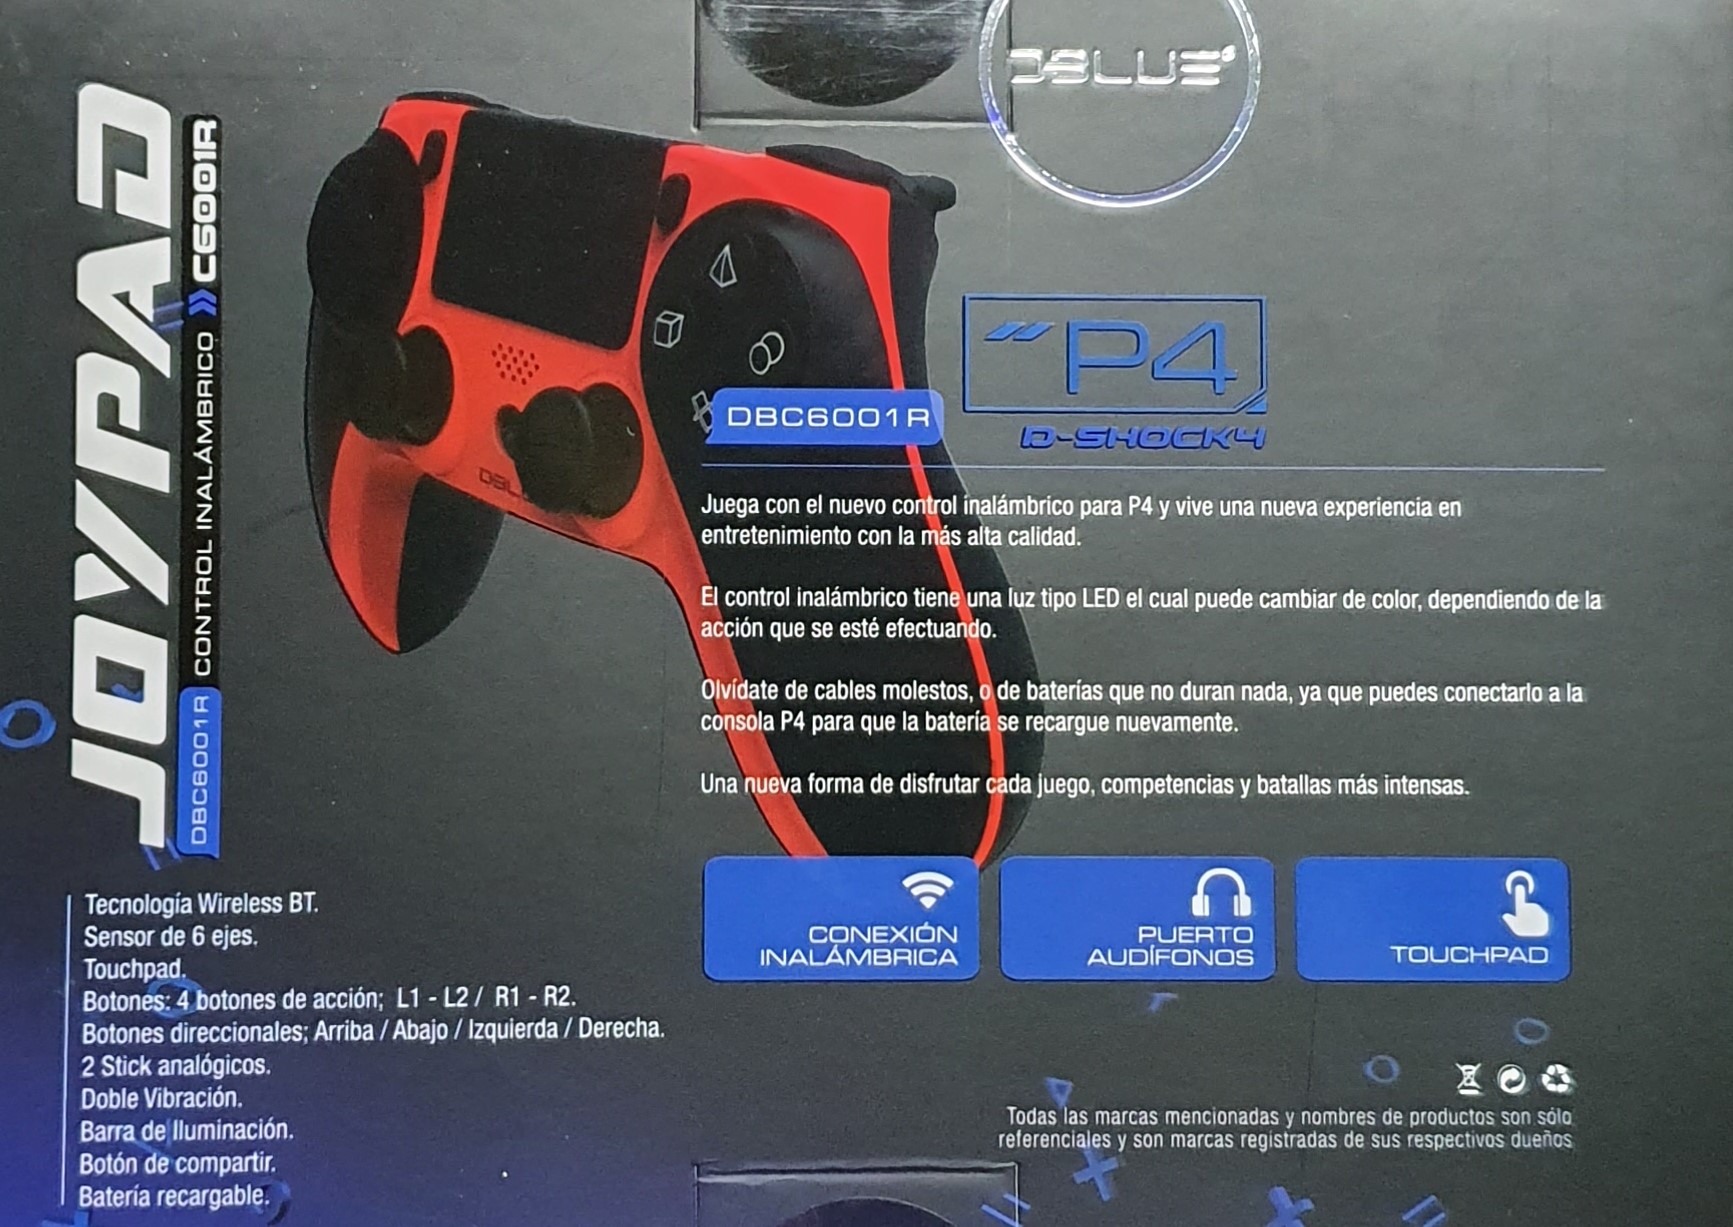 DBLUE
JOYPAD
DBC6001R CONTROL INALÁMBRICO C6001R
P4
D-SHOCK4
DBC6001R
Juega con el nuevo control inalámbrico para P4 y vive una nueva experiencia en
entretenimiento con la más alta calidad.
El control inalámbrico tiene una luz tipo LED el cual puede cambiar de color, dependiendo de la
acción que se esté efectuando.
Olvídate de cables molestos, o de baterías que no duran nada, ya que puedes conectarlo a la
consola P4 para que la batería se recargue nuevamente.
Una nueva forma de disfrutar cada juego, competencias y batallas más intensas.
CONEXIÓN
INALÁMBRICA
PUERTO
AUDÍFONOS
TOUCHPAD
Tecnología Wireless BT.
Sensor de 6 ejes.
Touchpad.
Botones: 4 botones de acción; L1 - L2 / R1 - R2.
Botones direccionales; Arriba / Abajo / Izquierda / Derecha.
2 Stick analógicos.
Doble Vibración.
Barra de Iluminación.
Botón de compartir.
Batería recargable.
Todas las marcas mencionadas y nombres de productos son sólo
referenciales y son marcas registradas de sus respectivos dueños